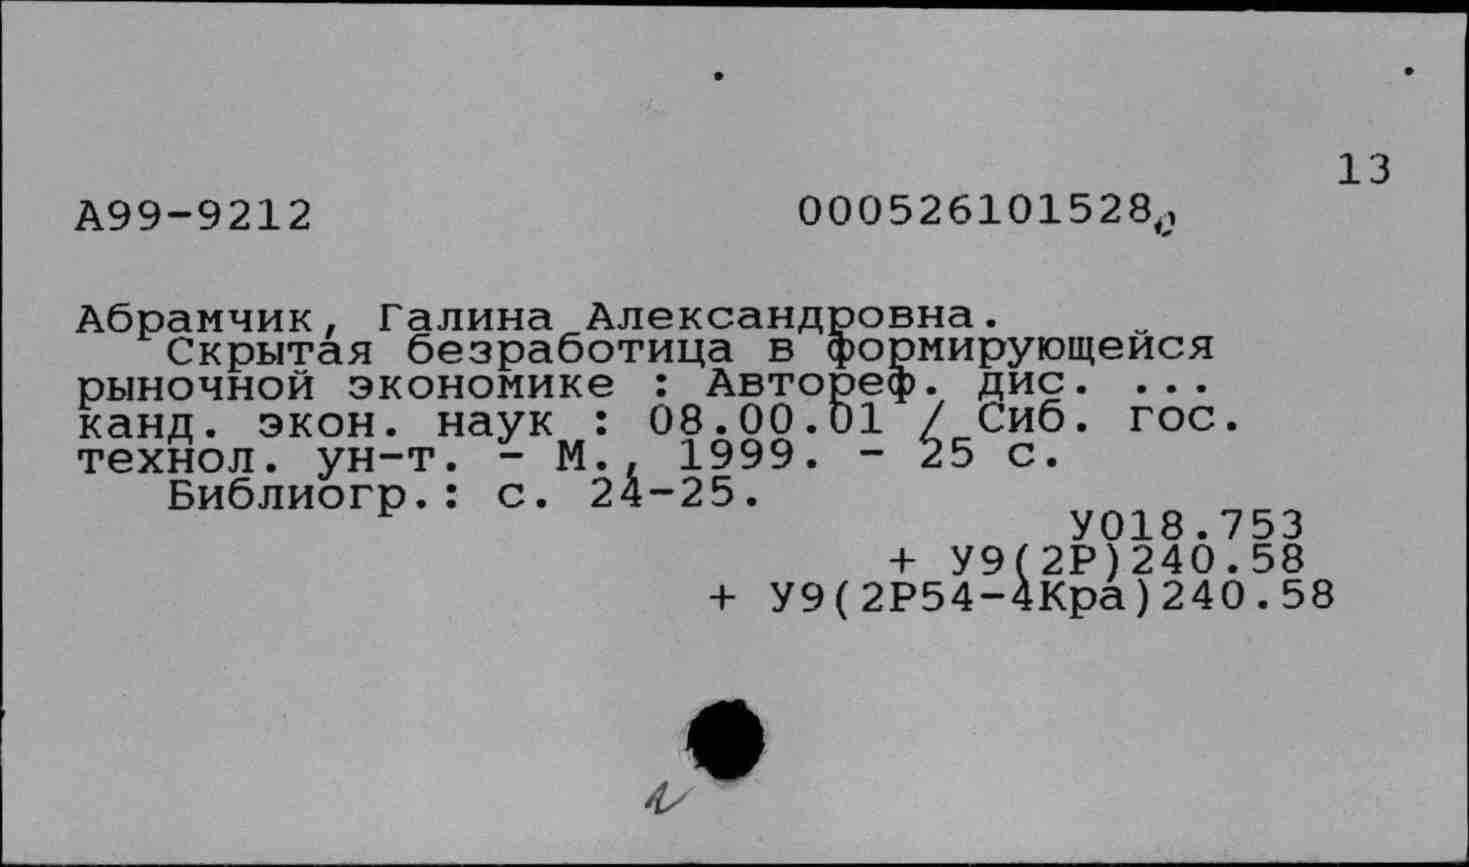 13
А99-9212 000526101528
Абрамчик, Галина Александровна.
Скрытая безработица в формирующейся
рыночной экономике : Автореф. дис. ...
канд. экон. наук : 08.00.01 / Сиб. гос.
технол. ун-т. - М., 1999. - 25 с.
Библиогр.: с. 24-25.
У018.753
+ У9(2Р)240.58
+ У9(2Р54-4Кра)240.58